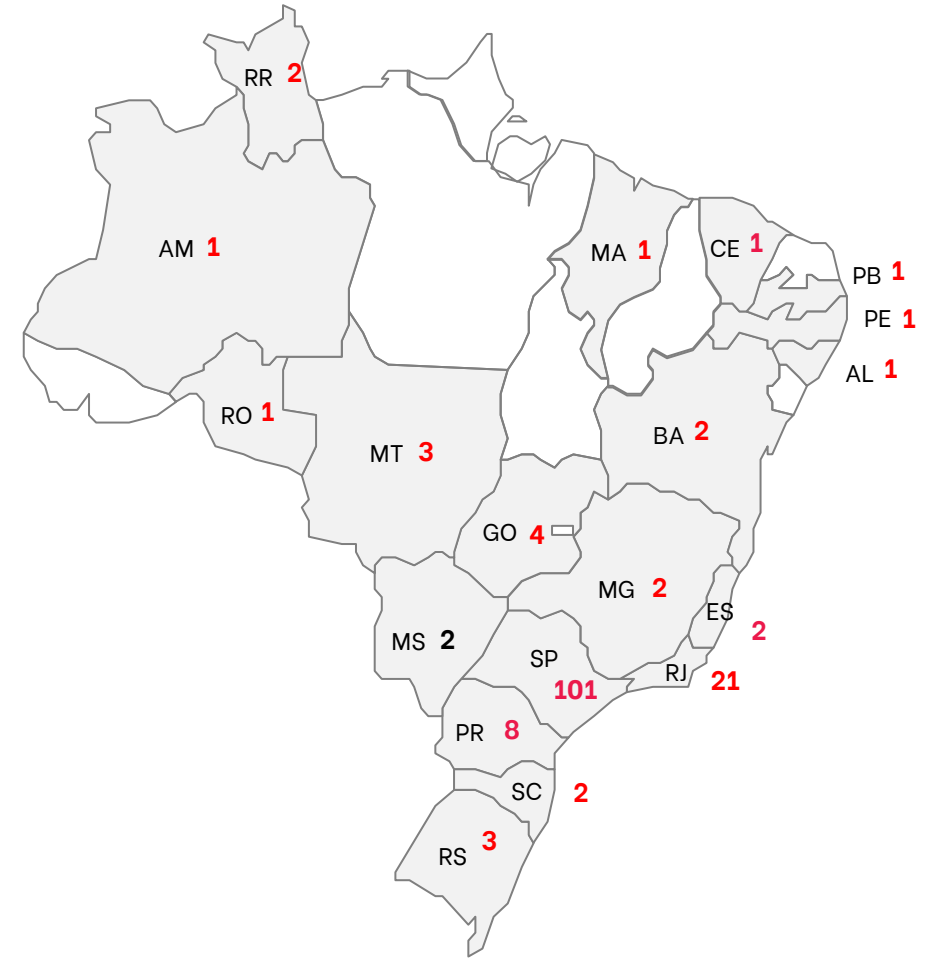 RR 2
AM 1
MA 1
CE 1
PB 1
PE 1
AL 1
RO 1
BA 2
MT 3
GO 4
MG 2
ES
2
MS 2
SP
101
RJ 21
PR 8
SC 2
RS 3